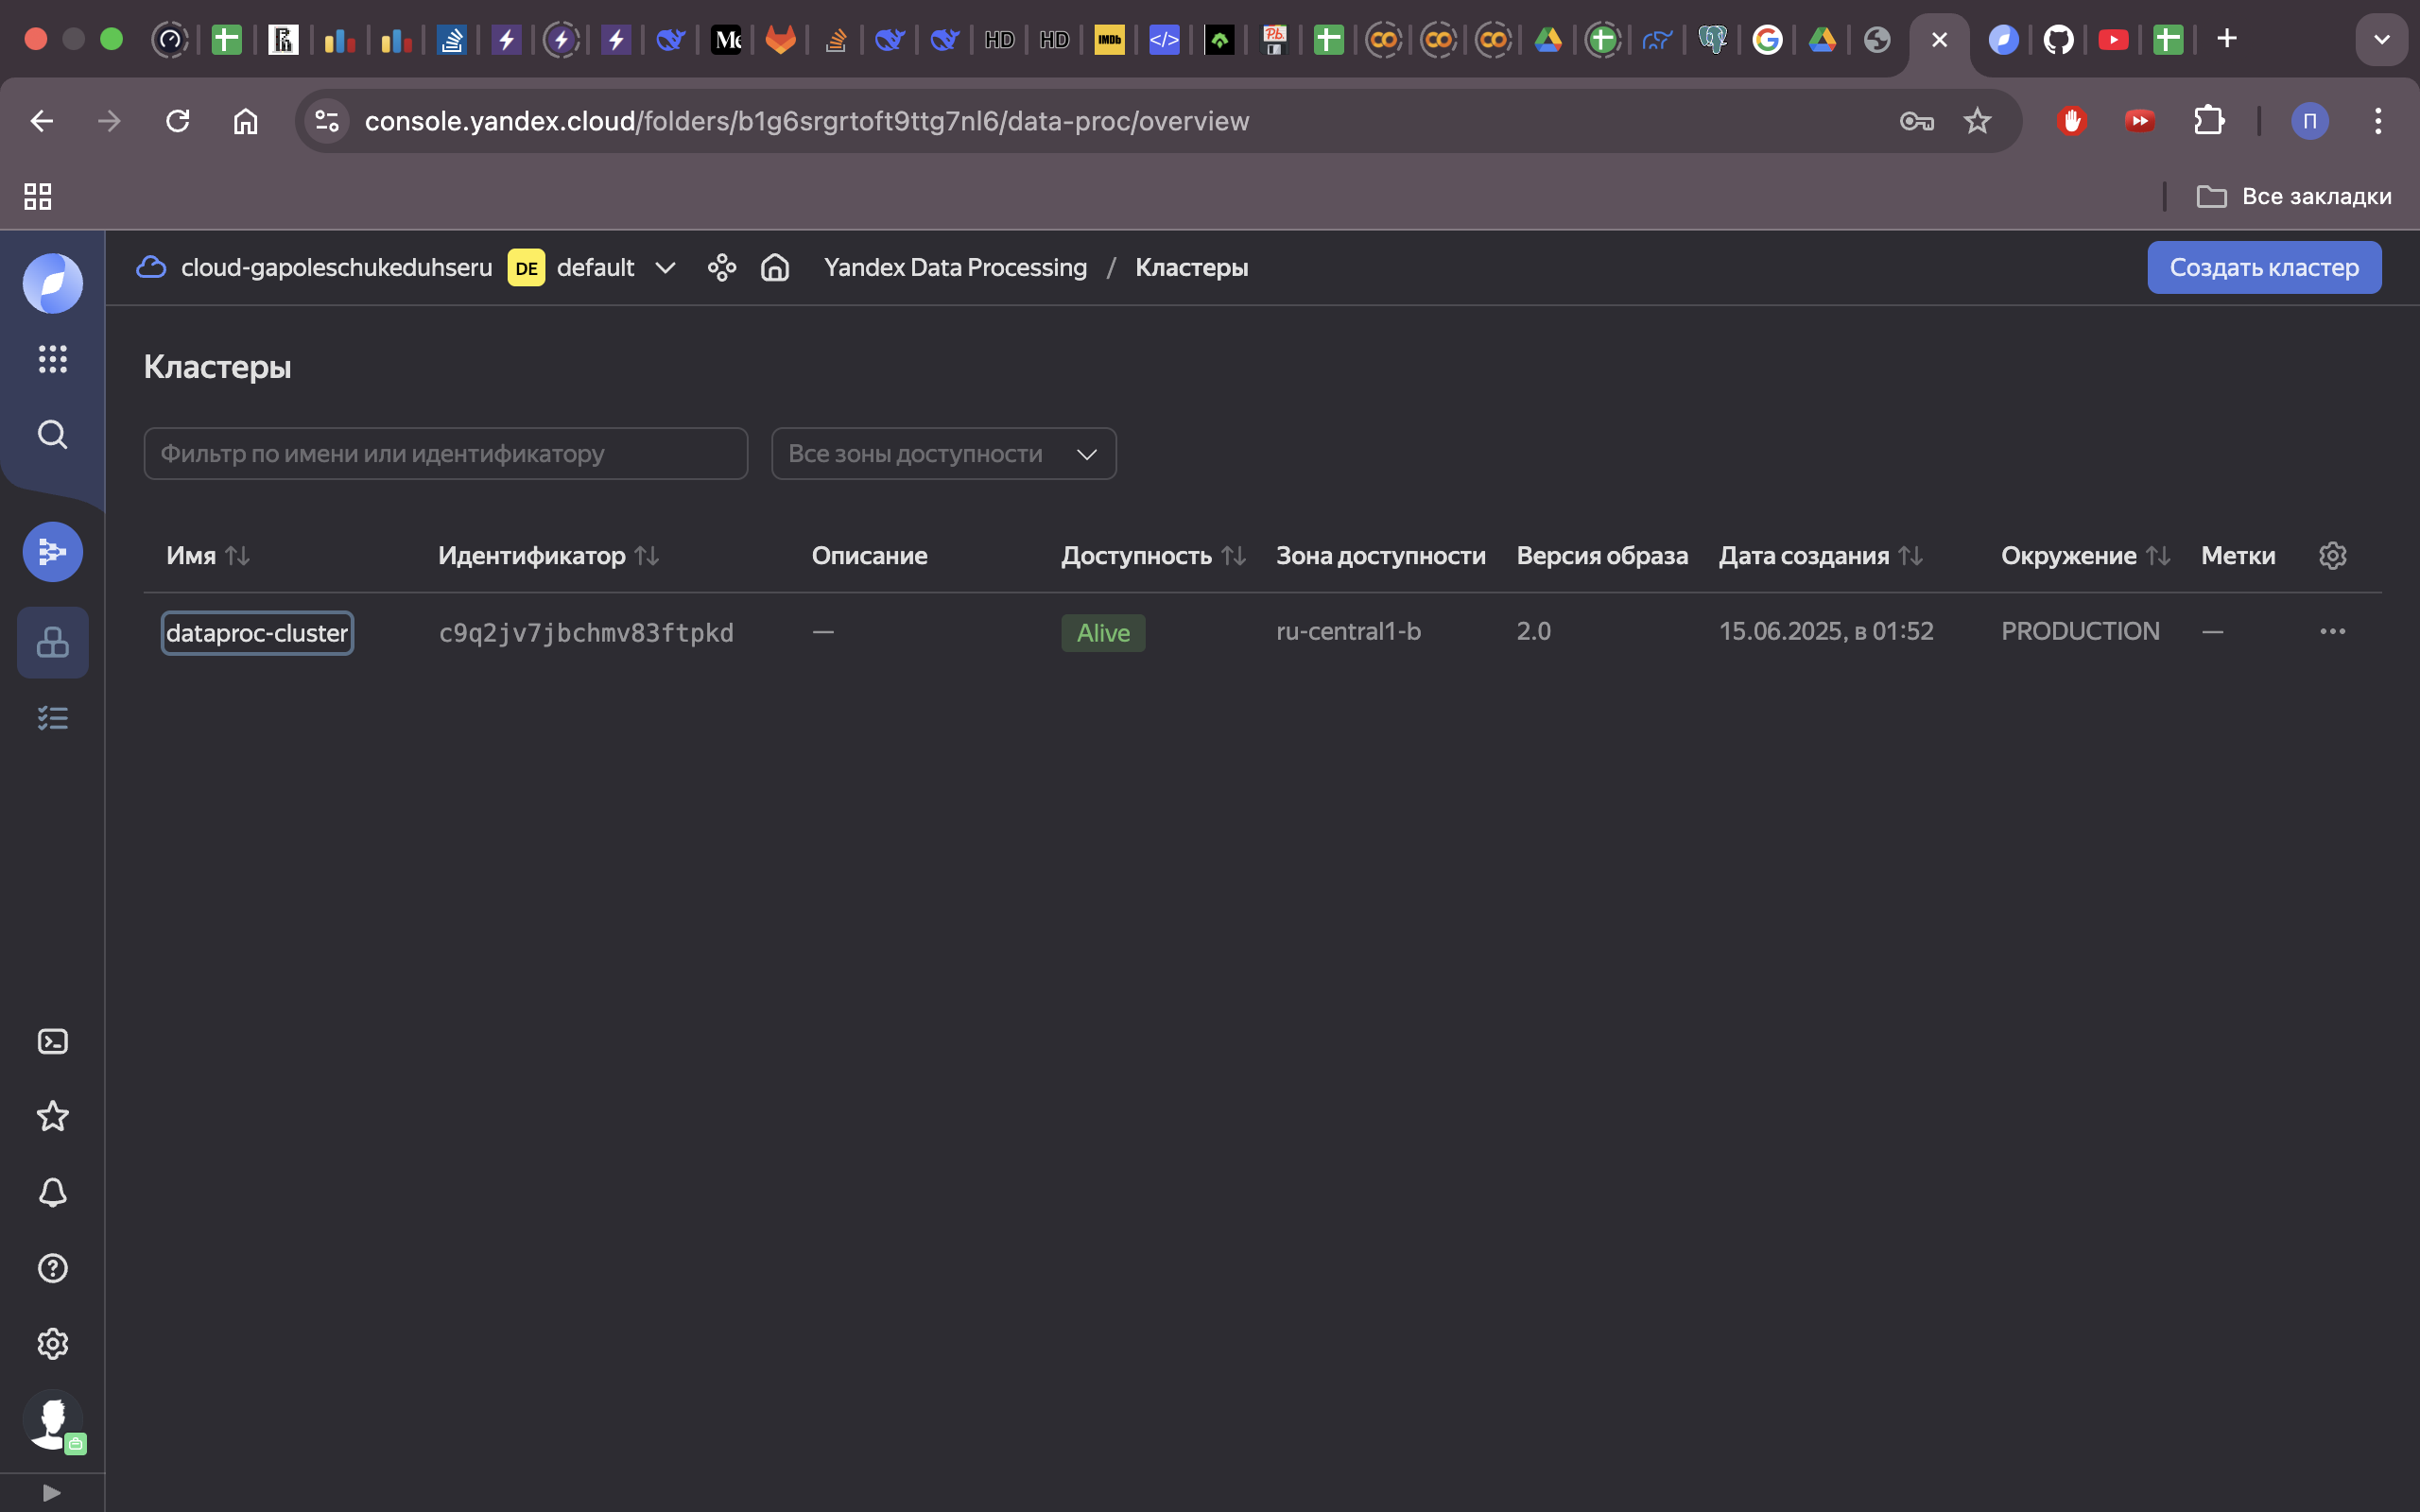 Me
HD
HD
IMDb
</>
Pb.
console.yandex.cloud/folders/b1g6srgrtoft9ttg7nl6/data-proc/overview
П
Все закладки
cloud-gapoleschukeduhseru DE default Yandex Data Processing / Кластеры Создать кластер
Кластеры
Фильтр по имени или идентификатору Все зоны доступности
Имя Идентификатор Описание Доступность Зона доступности Версия образа Дата создания Окружение Метки
dataproc-cluster c9q2jv7jbchmv83ftpkd — Alive ru-central1-b 2.0 15.06.2025, в 01:52 PRODUCTION —